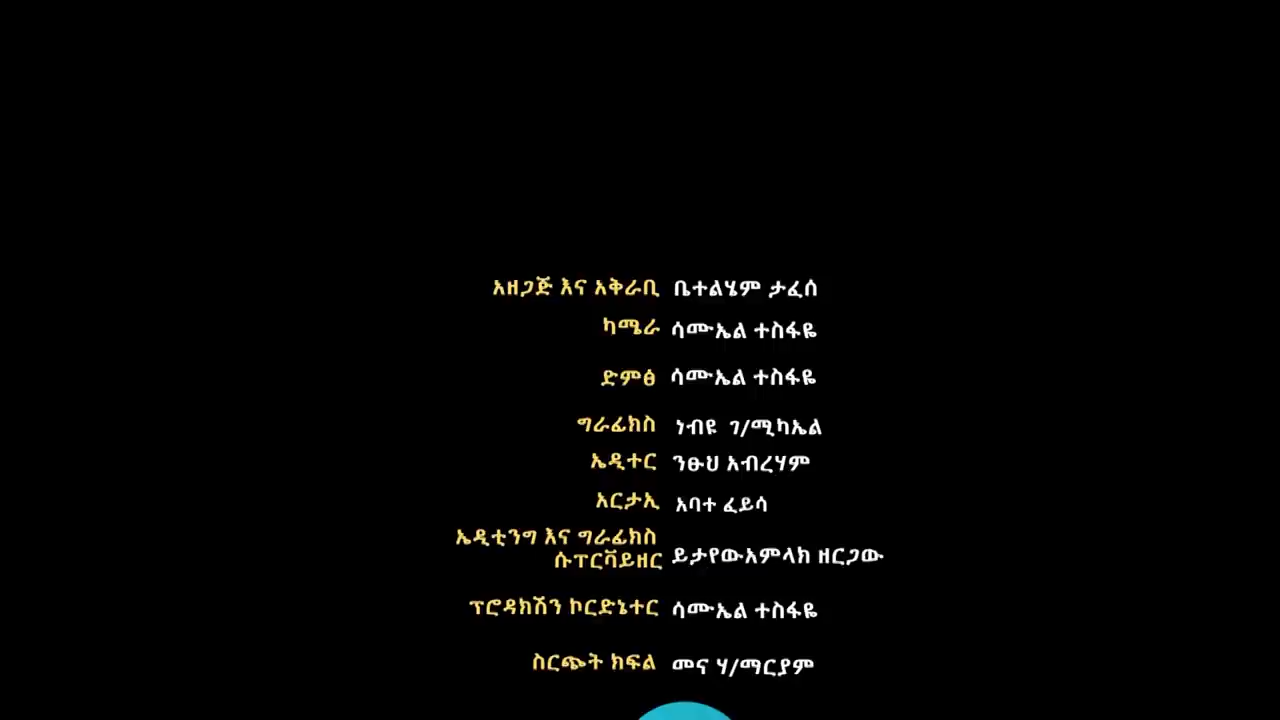 አዘጋጅ እና አቅራቢ ቤተልሄም ታፈሰ
ካሜራ ሳሙኤል ተስፋዬ
ድምፅ ሳሙኤል ተስፋዬ
ግራፊክስ ነብዩ ገ/ሚካኤል
ኤዲተር ንፁህ አብረሃም
አርታኢ አባተ ፈይሳ
ኤዲቲንግ እና ግራፊክስ
ሱፐርቫይዘር ይታየውአምላክ ዘርጋው
ፕሮዳክሽን ኮርድኔተር ሳሙኤል ተስፋዬ
ስርጭት ክፍል መና ሃ/ማርያም